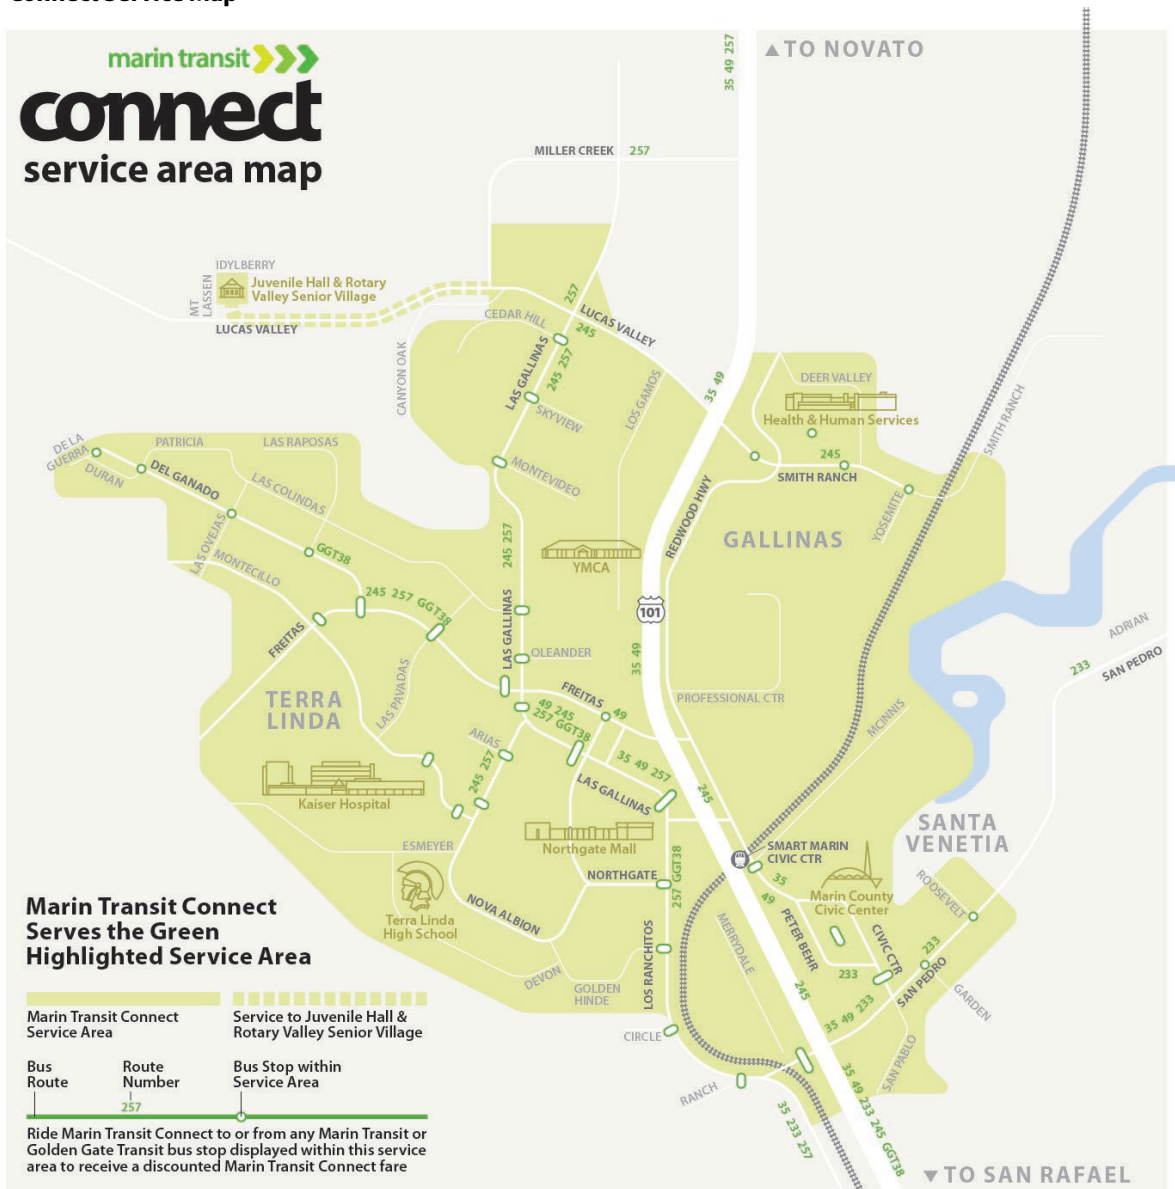 marin transit
connect
service area map
TO NOVATO
35 49 257
MILLER CREEK 257
IDYLBERRY
MT
LASSEN
Juvenile Hall & Rotary
Valley Senior Village
LUCAS VALLEY
257
LUCAS VALLEY
CEDAR HILL
245
LAS GALLINAS
245 257
CANYON OAK
SKYVIEW
LOS GAMOS
35 49
DEER VALLEY
Health & Human Services
245
SMITH RANCH
SMITH RANCH
YOSEMITE
DE LA
GUERRA
PATRICIA
LAS RAPOSAS
DURAN
DEL GANADO
LAS COLINDAS
MONTEVIDEO
LAS OVEJAS
MONTECILLO
GGT38
245 257
YMCA
REDWOOD HWY
GALLINAS
245 257 GGT38
101
LAS GALLINAS
FREITAS
OLEANDER
35 49
ADRIAN
233
SAN PEDRO
TERRA
LINDA
LAS PAVADAS
FREITAS
49
49 245
257 GGT38
PROFESSIONAL CTR
MCINNIS
ARIAS
245 257
35 49 257
LAS GALLINAS
245
Kaiser Hospital
Northgate Mall
SANTA
VENETIA
ESMEYER
SMART MARIN
CIVIC CTR
NORTHGATE
257 GGT38
35
49
Marin County
Civic Center
ROOSEVELT
Terra Linda
High School
NOVA ALBION
MERRYDALE
PETER BEHR
CIVIC CTR
233
233
SAN PEDRO
LOS RANCHITOS
DEVON
GOLDEN
HINDE
245
GARDEN
35 49 233
CIRCLE
SAN PABLO
RANCH
35 49 233 245 GGT38
35 233 257
TO SAN RAFAEL
Marin Transit Connect
Serves the Green
Highlighted Service Area
Marin Transit Connect
Service Area
Service to Juvenile Hall &
Rotary Valley Senior Village
Bus
Route
Route
Number
257
Bus Stop within
Service Area
Ride Marin Transit Connect to or from any Marin Transit or
Golden Gate Transit bus stop displayed within this service
area to receive a discounted Marin Transit Connect fare